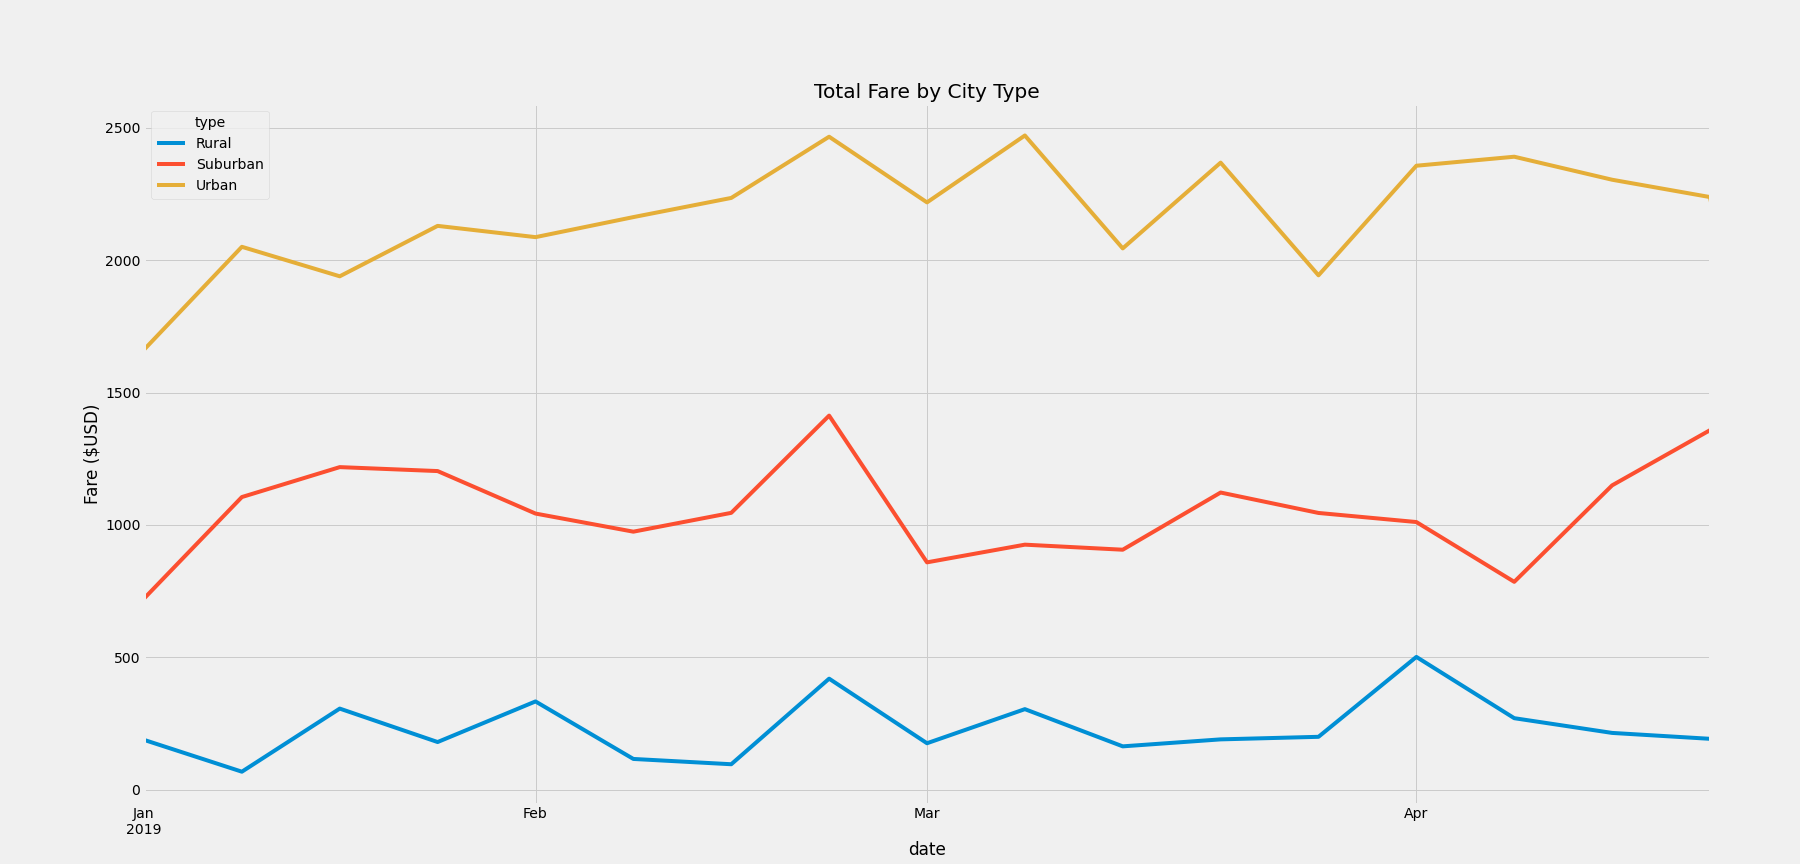 Total Fare by City Type
type
Rural
Suburban
Urban
Fare ($USD)
2500
2000
1500
1000
500
0
Jan
2019
Feb
Mar
Apr
date